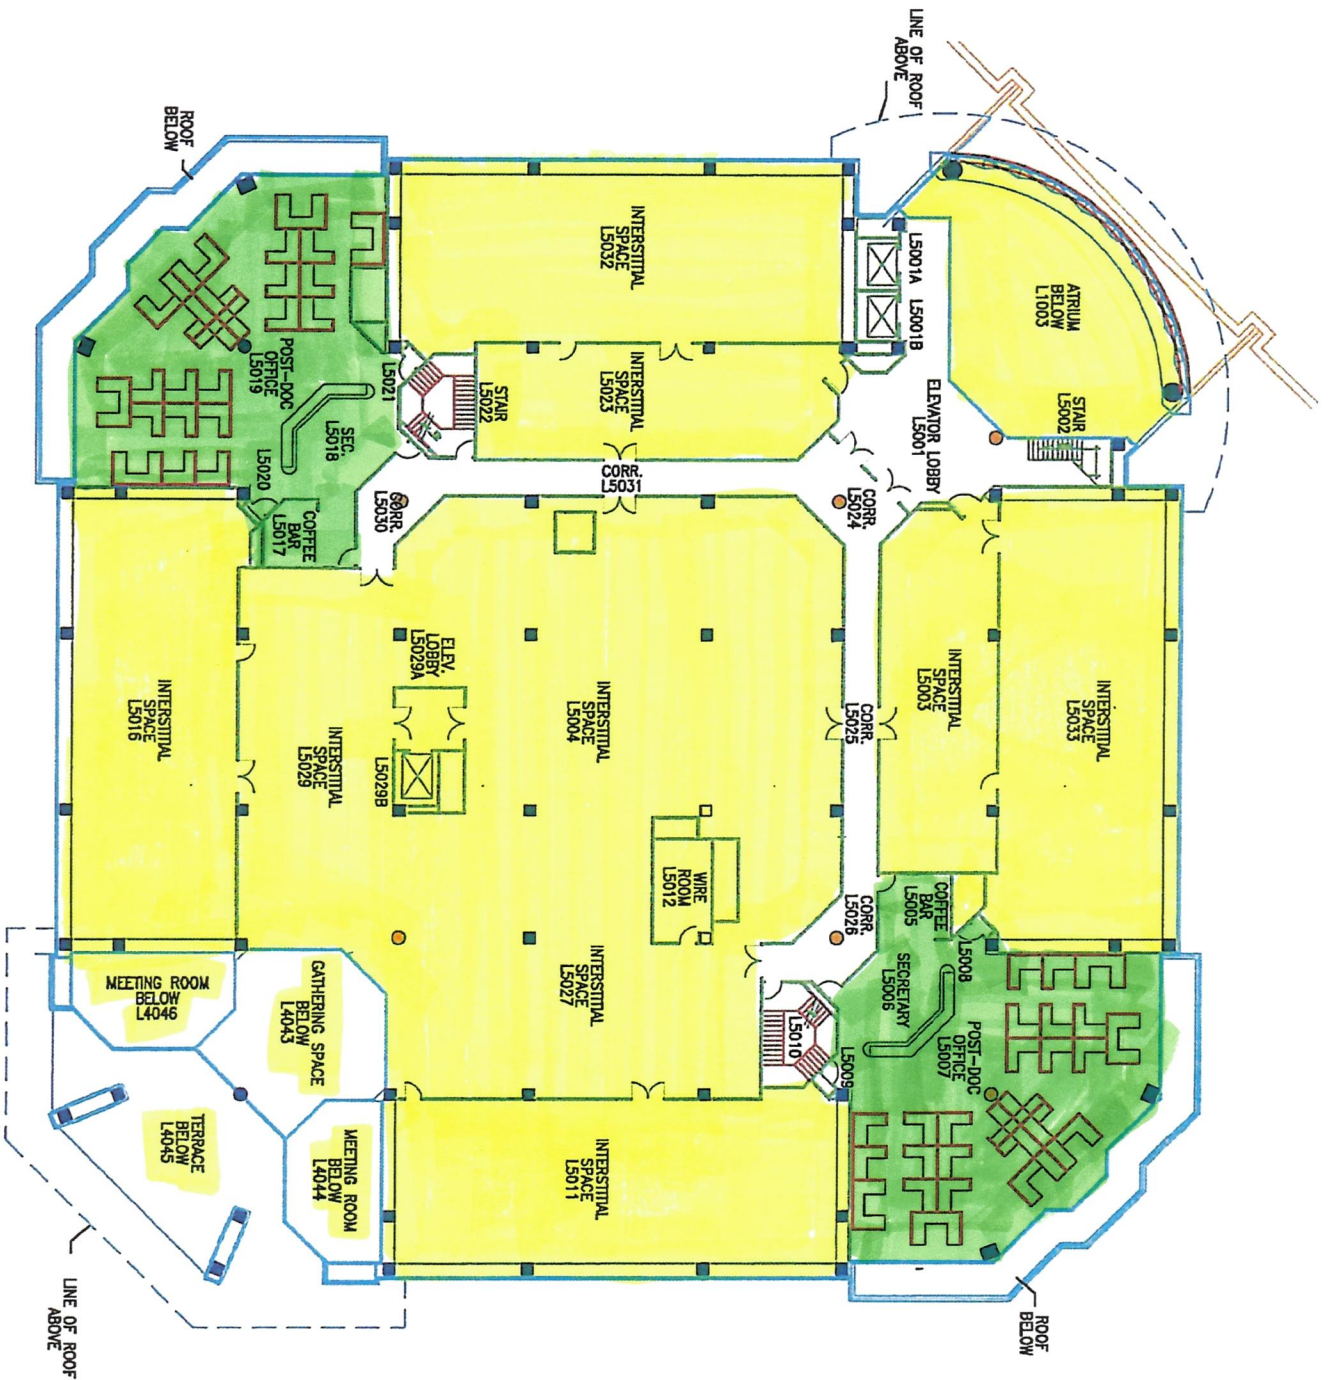 LINE OF ROOF
ABOVE
ROOF
BELOW
INTERSTITIAL
SPACE
L5032
L5001A
L5001B
ATRIUM
BELOW
L1003
POST-DOC
OFFICE
L5019
L5021
STAIR
L5022
INTERSTITIAL
SPACE
L5023
ELEVATOR LOBBY
L5001
STAIR
L5002
SEC.
L5018
L5020
COFFEE
BAR
L5017
CORR.
L5030
CORR.
L5031
CORR.
L5024
INTERSTITIAL
SPACE
L5016
INTERSTITIAL
SPACE
L5029
ELEV.
LOBBY
L5029A
L5029B
INTERSTITIAL
SPACE
L5004
CORR.
L5025
INTERSTITIAL
SPACE
L5003
INTERSTITIAL
SPACE
L5033
WIRE
ROOM
L5012
CORR.
L5026
COFFEE
BAR
L5005
L5008
SECRETARY
L5006
POST-DOC
OFFICE
L5007
MEETING ROOM
BELOW
L4046
GATHERING SPACE
BELOW
L4043
INTERSTITIAL
SPACE
L5027
L5010
L5009
TERRACE
BELOW
L4045
MEETING ROOM
BELOW
L4044
INTERSTITIAL
SPACE
L5011
ROOF
BELOW
LINE OF ROOF
ABOVE